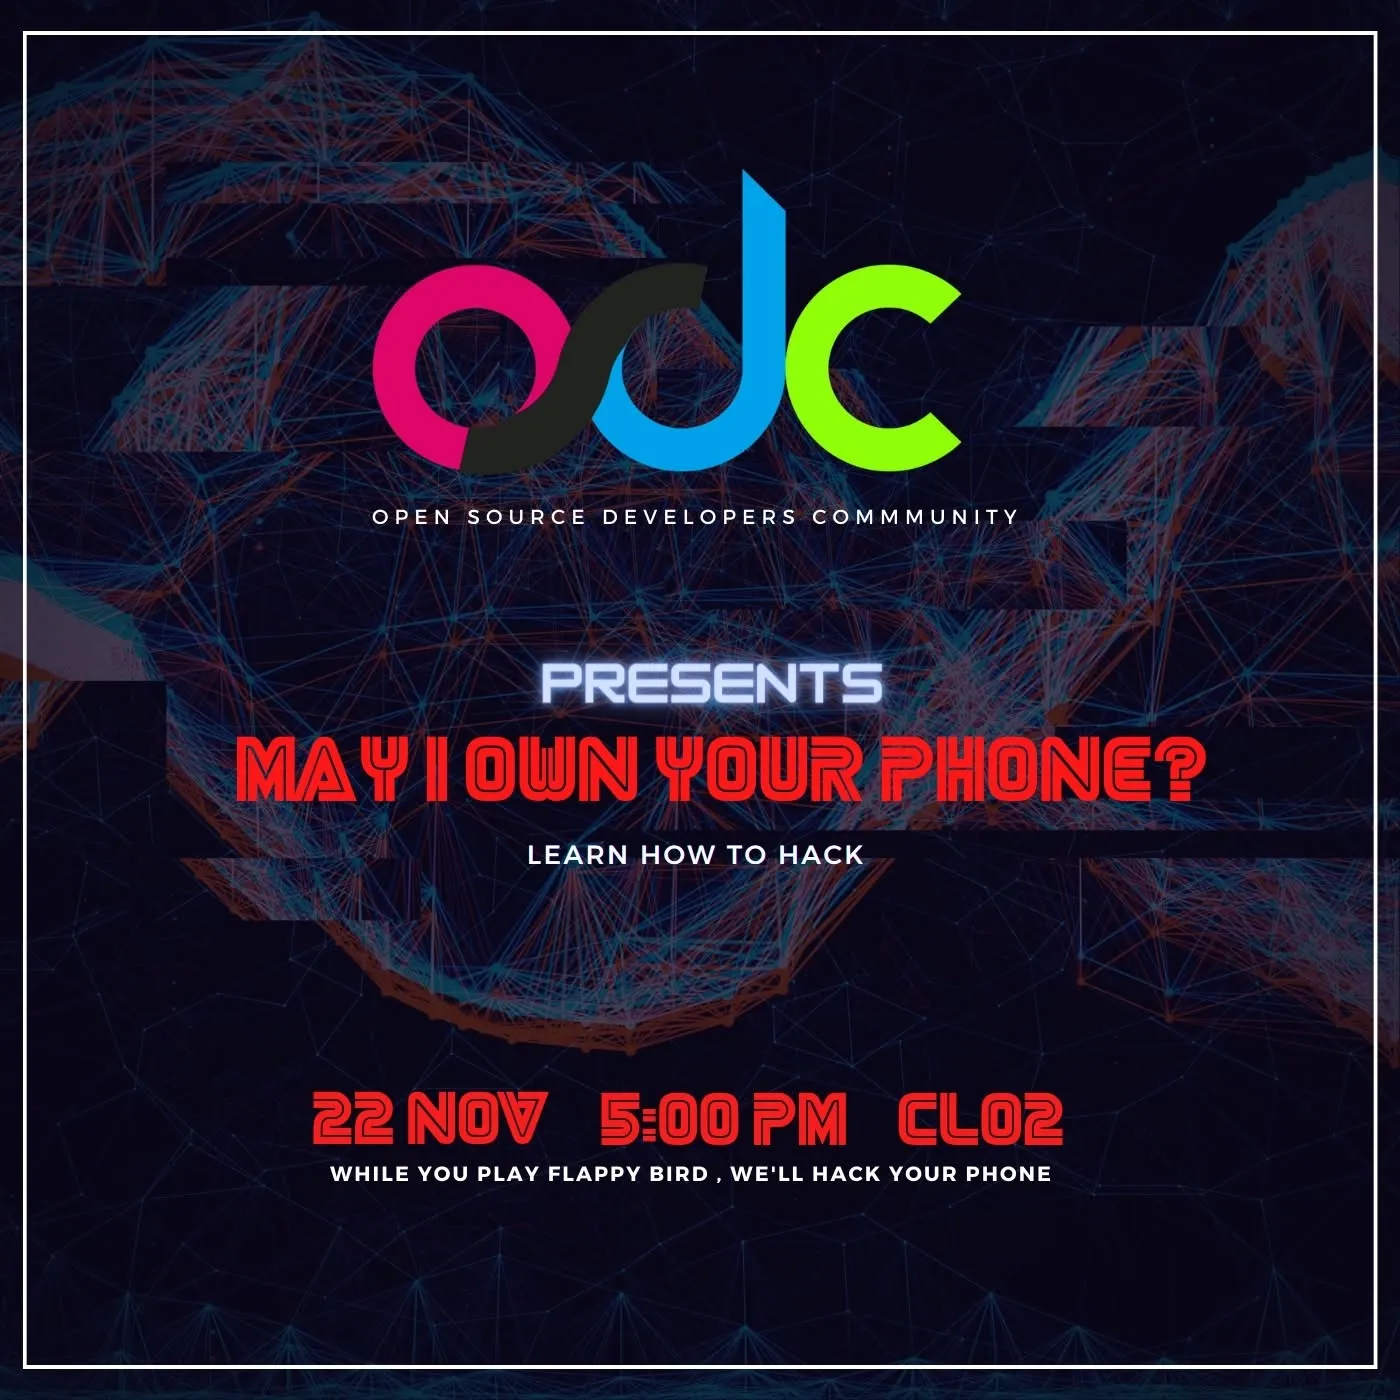 osdc
OPEN SOURCE DEVELOPERS COMMMUNITY
PRESENTS
MAY I OWN YOUR PHONE?
LEARN HOW TO HACK
22 NOV 5:00 PM CL02
WHILE YOU PLAY FLAPPY BIRD , WE'LL HACK YOUR PHONE